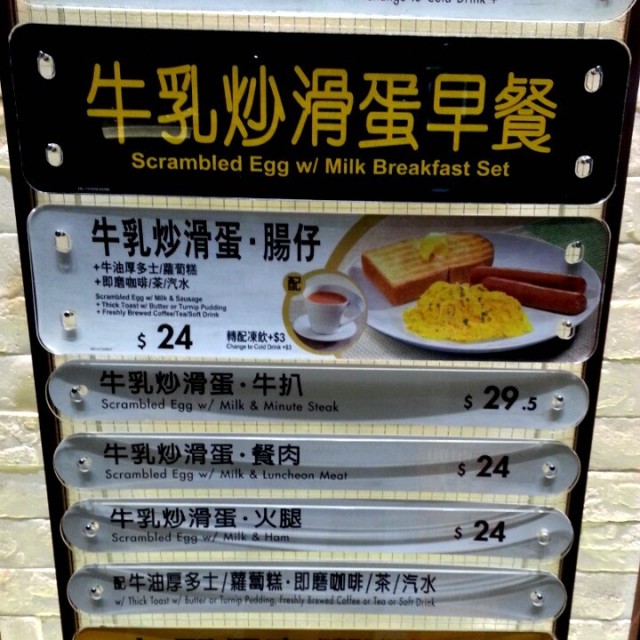 牛乳炒滑蛋早餐
Scrambled Egg w/ Milk Breakfast Set
牛乳炒滑蛋·腸仔
+牛油厚多士/蘿蔔糕
+即磨咖啡/茶/汽水
Scrambled Egg w/ Milk & Sausage
+ Thick Toast w/ Butter or Turnip Pudding
+ Freshly Brewed Coffee/Tea/Soft Drink
配
$ 24
轉配凍飲+$3
Change to Cold Drink +$3
牛乳炒滑蛋·牛扒
Scrambled Egg w/ Milk & Minute Steak
$ 29.5
牛乳炒滑蛋·餐肉
Scrambled Egg w/ Milk & Luncheon Meat
$ 24
牛乳炒滑蛋·火腿
Scrambled Egg w/ Milk & Ham
$ 24
配牛油厚多士/蘿蔔糕·即磨咖啡/茶/汽水
w/ Thick Toast w/ Butter or Turnip Pudding, Freshly Brewed Coffee or Tea or Soft Drink